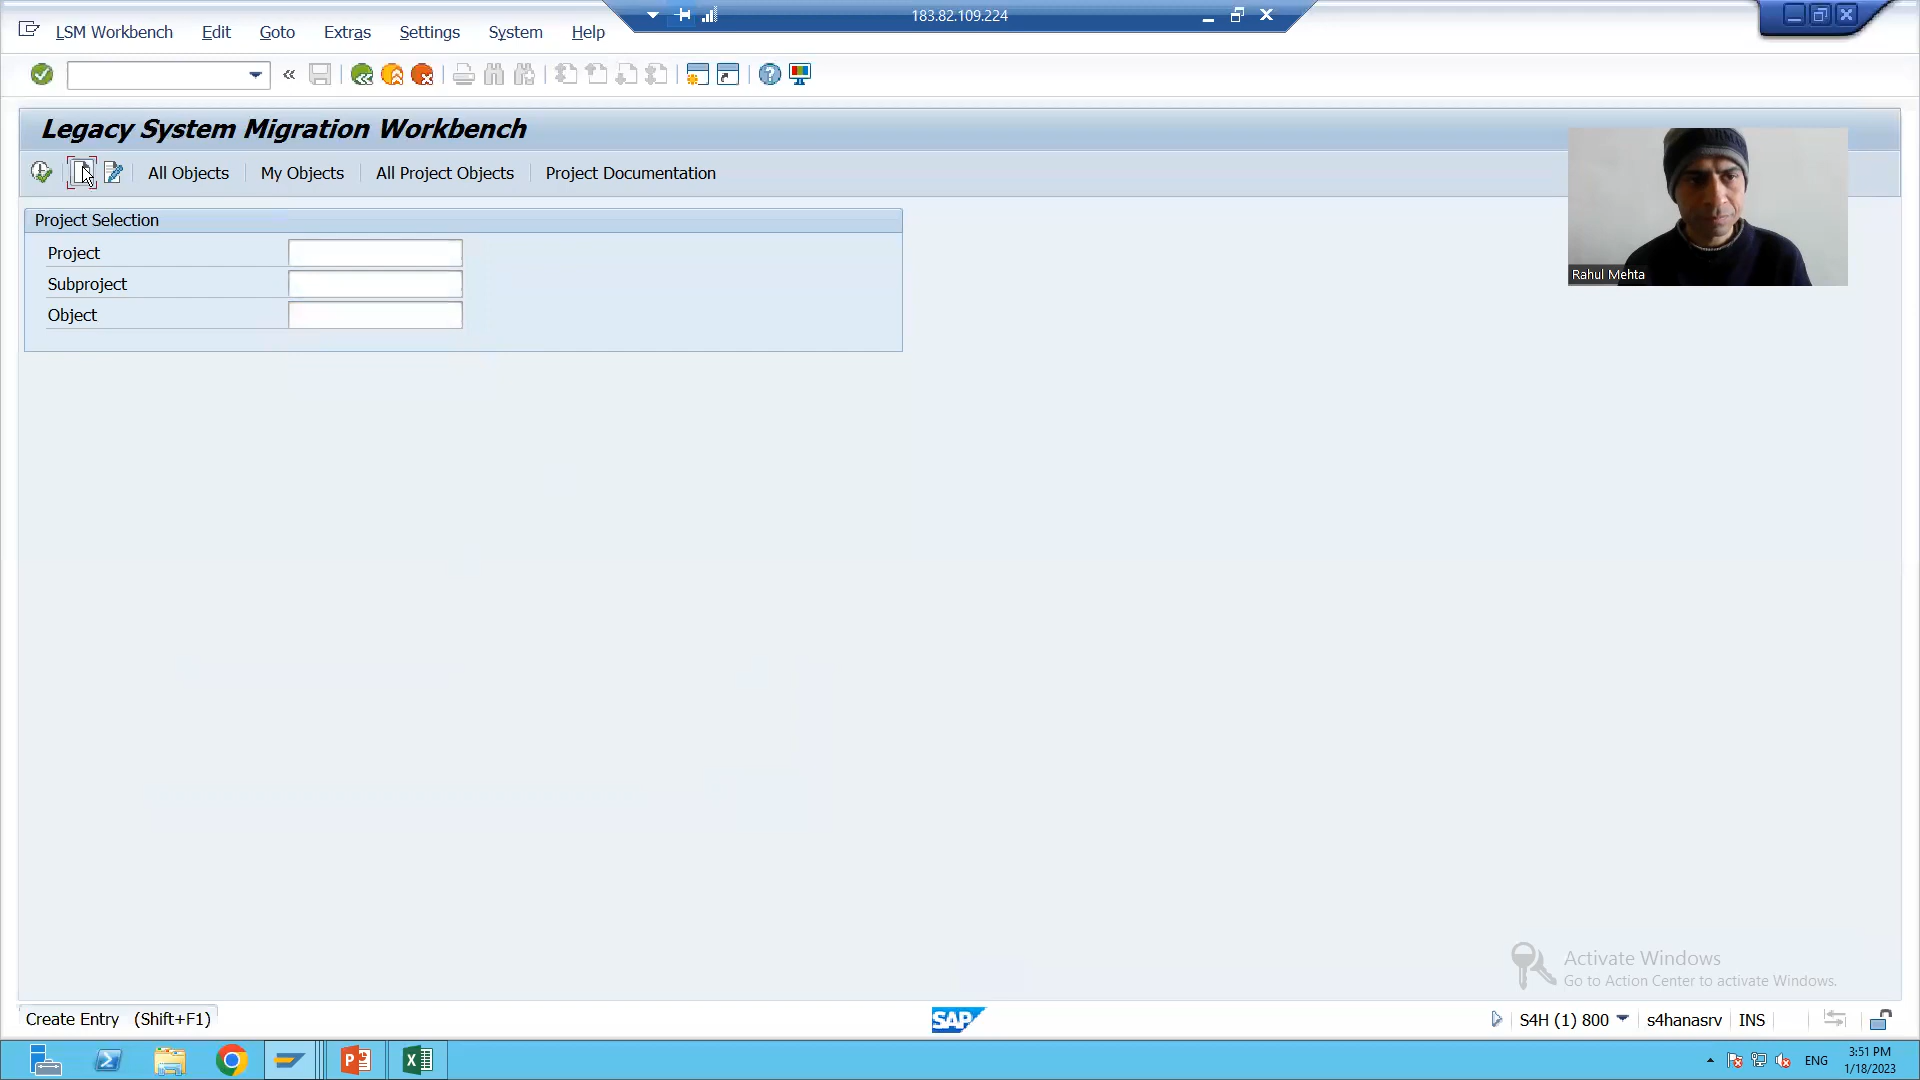 183.82.109.224
LSM Workbench Edit Goto Extras Settings System Help
Legacy System Migration Workbench
All Objects My Objects All Project Objects Project Documentation
Project Selection
Project
Subproject
Object
Rahul Mehta
Activate Windows
Go to Action Center to activate Windows.
Create Entry (Shift+F1)
SAP
S4H (1) 800 s4hanasrv INS
ENG
3:51 PM
1/18/2023